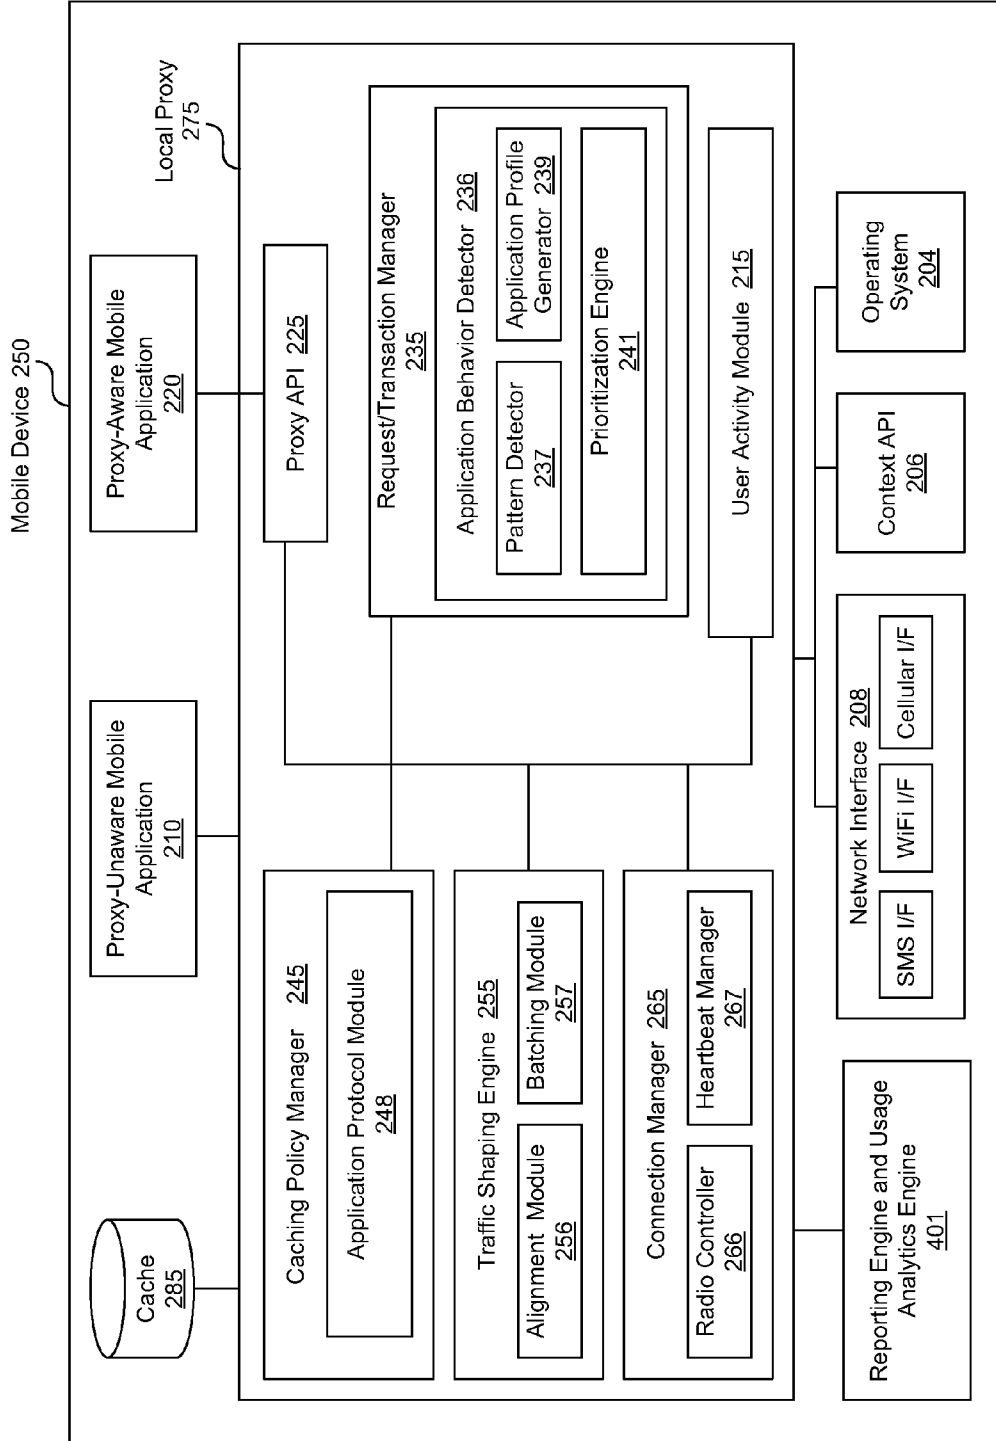 Mobile Device 250
Cache
285
Proxy-Unaware Mobile
Application
210
Proxy-Aware Mobile
Application
220
Local Proxy
275
Caching Policy Manager 245
Application Protocol Module
248
Traffic Shaping Engine 255
Alignment Module
256
Batching Module
257
Connection Manager 265
Radio Controller
266
Heartbeat Manager
267
Proxy API 225
Request/Transaction Manager
235
Application Behavior Detector 236
Pattern Detector
237
Application Profile
Generator 239
Prioritization Engine
241
User Activity Module 215
Reporting Engine and Usage
Analytics Engine
401
Network Interface 208
SMS I/F
WiFi I/F
Cellular I/F
Context API
206
Operating
System
204